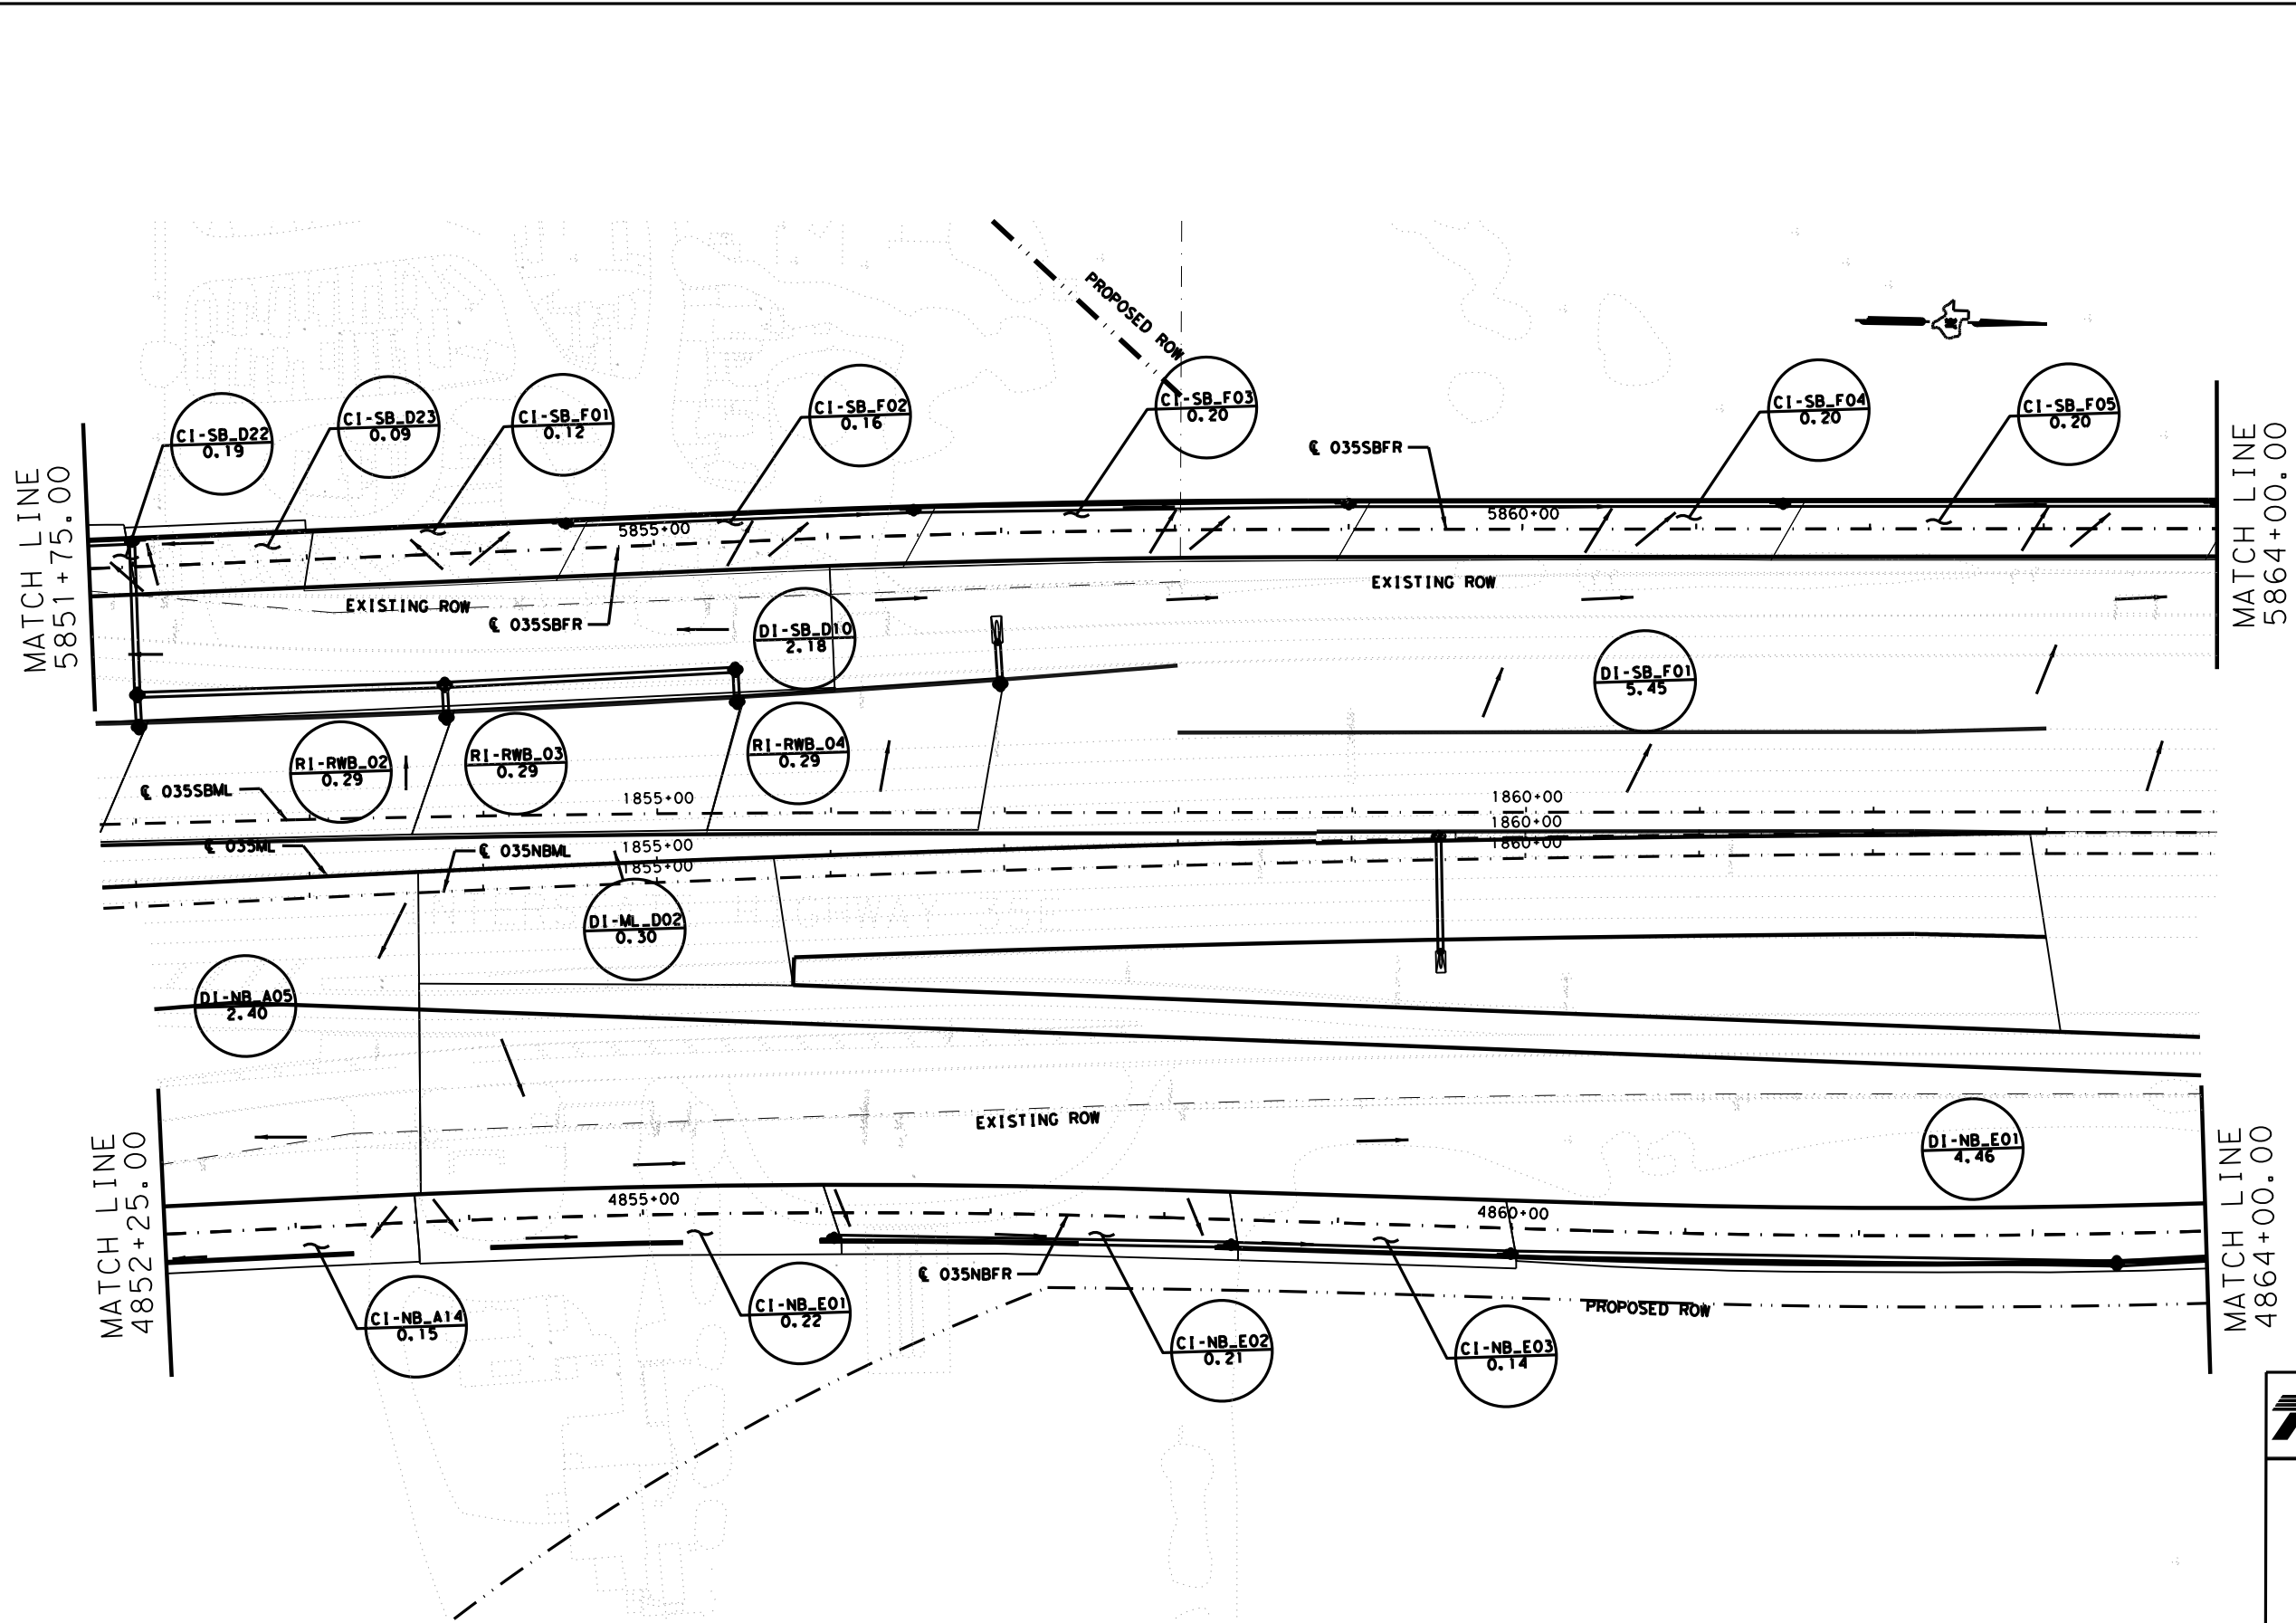 PROPOSED ROW
CI-SB_D22
0.19
CI-SB_D23
0.09
CI-SB_F01
0.12
CI-SB_F02
0.16
CI-SB_F03
0.20
CI-SB_F04
0.20
CI-SB_F05
0.20
℄ 035SBFR
MATCH LINE
5851+75.00
MATCH LINE
5864+00.00
5855+00
5860+00
EXISTING ROW
℄ 035SBFR
EXISTING ROW
DI-SB_D10
2.18
DI-SB_F01
5.45
RI-RWB_02
0.29
RI-RWB_03
0.29
RI-RWB_04
0.29
℄ 035SBML
1855+00
1860+00
1860+00
1860+00
℄ 035ML
℄ 035NBML
1855+00
1855+00
DI-ML_D02
0.30
DI-NB_A05
2.40
EXISTING ROW
DI-NB_E01
4.46
MATCH LINE
4852+25.00
MATCH LINE
4864+00.00
4855+00
4860+00
℄ 035NBFR
PROPOSED ROW
CI-NB_A14
0.15
CI-NB_E01
0.22
CI-NB_E02
0.21
CI-NB_E03
0.14